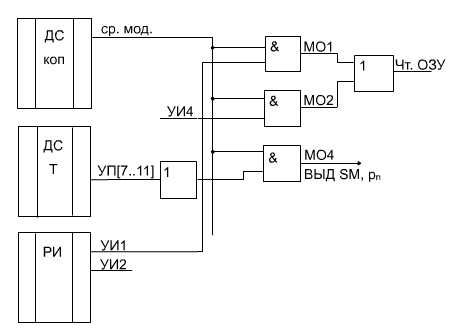 ДС
коп
ср. мод.
&
МО1
1
Чт. ОЗУ
УИ4
&
МО2
ДС
Т
УП[7..11]
1
&
МО4
ВЫД SM, pп
РИ
УИ1
УИ2